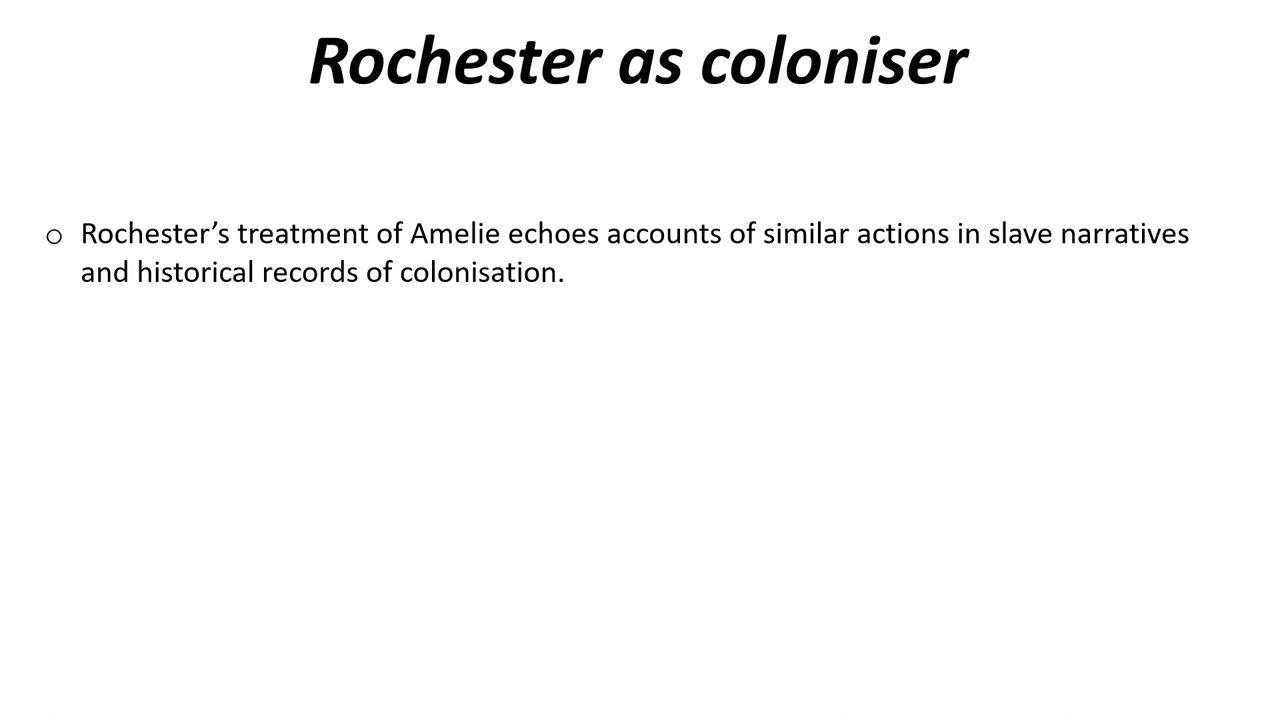 Rochester as coloniser
o Rochester’s treatment of Amelie echoes accounts of similar actions in slave narratives
and historical records of colonisation.